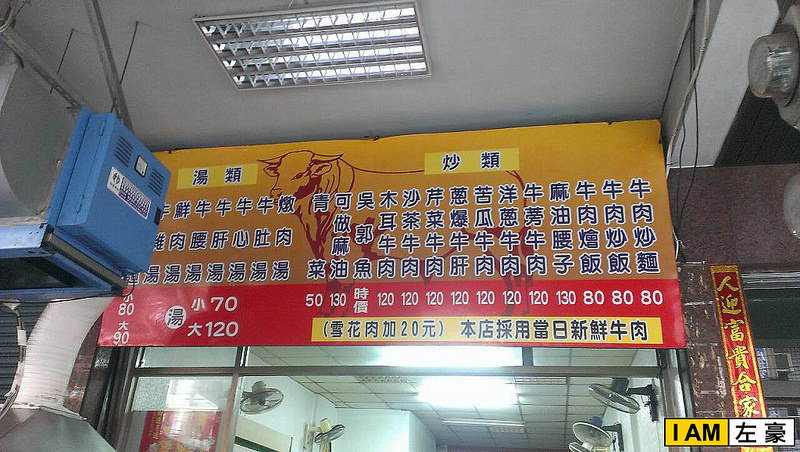 湯類
炒類
鮮肉湯
牛腰湯
牛肝湯
牛心湯
牛肚湯
燉肉湯
青菜
可做麻油
吳郭魚
木耳牛肉
沙茶牛肉
芹菜牛肉
蔥爆牛肝
苦瓜牛肉
洋蔥牛肉
牛蒡牛肉
麻油腰子
牛肉燴飯
牛肉炒飯
牛肉炒麵
小80
大90
湯
小70
大120
50 130 時價 120 120 120 120 120 120 120 130 80 80 80
(雪花肉加20元) 本店採用當日新鮮牛肉
人迎富貴合家
I AM 左豪